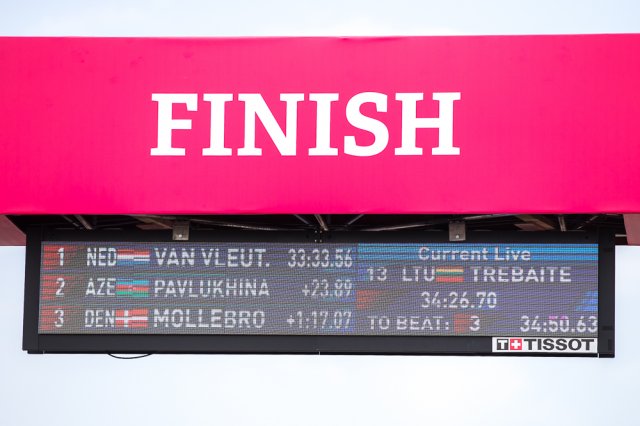 FINISH
1 NED VAN VLEUT. 33:33.56
2 AZE PAVLUKHINA +23.89
3 DEN MOLLEBRO +1:17.07
Current Live
13 LTU TREBAITE
34:26.70
TO BEAT: 3 34:50.63
T+TISSOT